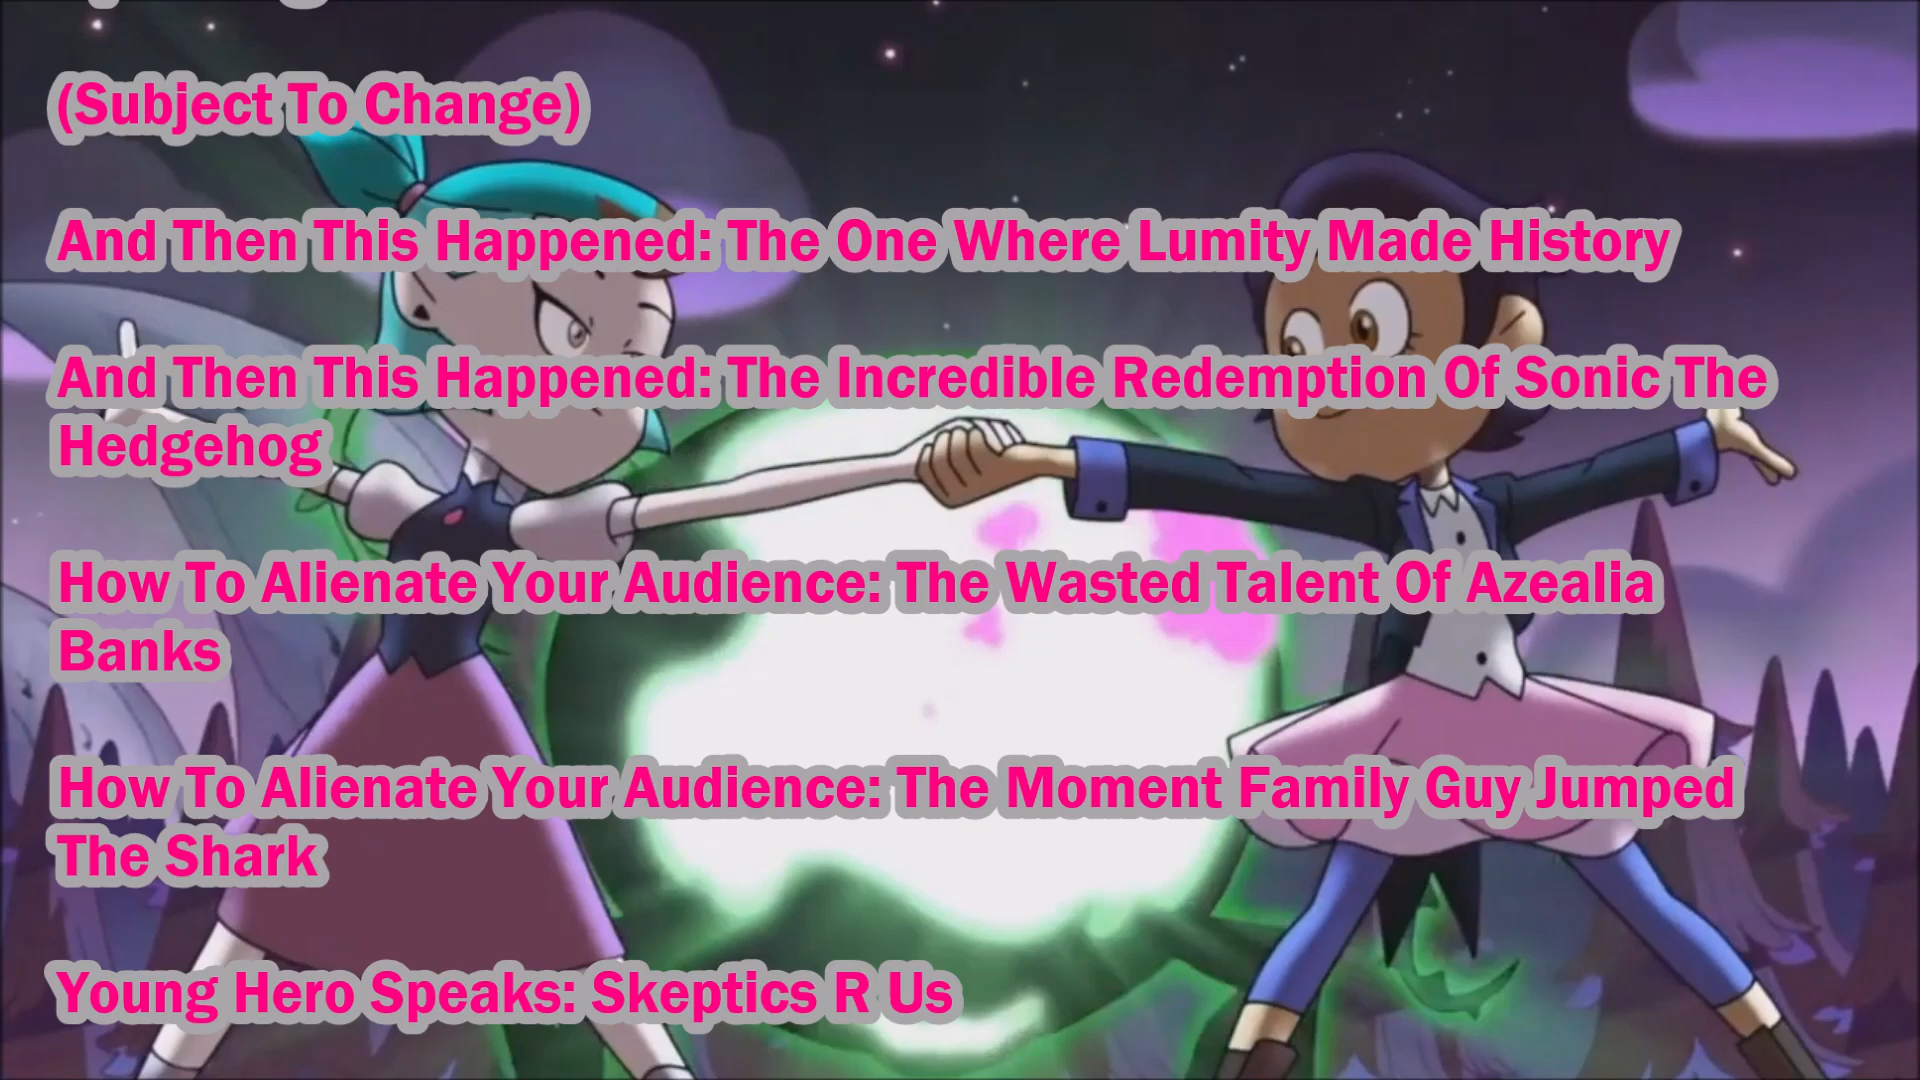 (Subject To Change)
And Then This Happened: The One Where Lumity Made History
And Then This Happened: The Incredible Redemption Of Sonic The
Hedgehog
How To Alienate Your Audience: The Wasted Talent Of Azealia
Banks
How To Alienate Your Audience: The Moment Family Guy Jumped
The Shark
Young Hero Speaks: Skeptics R Us